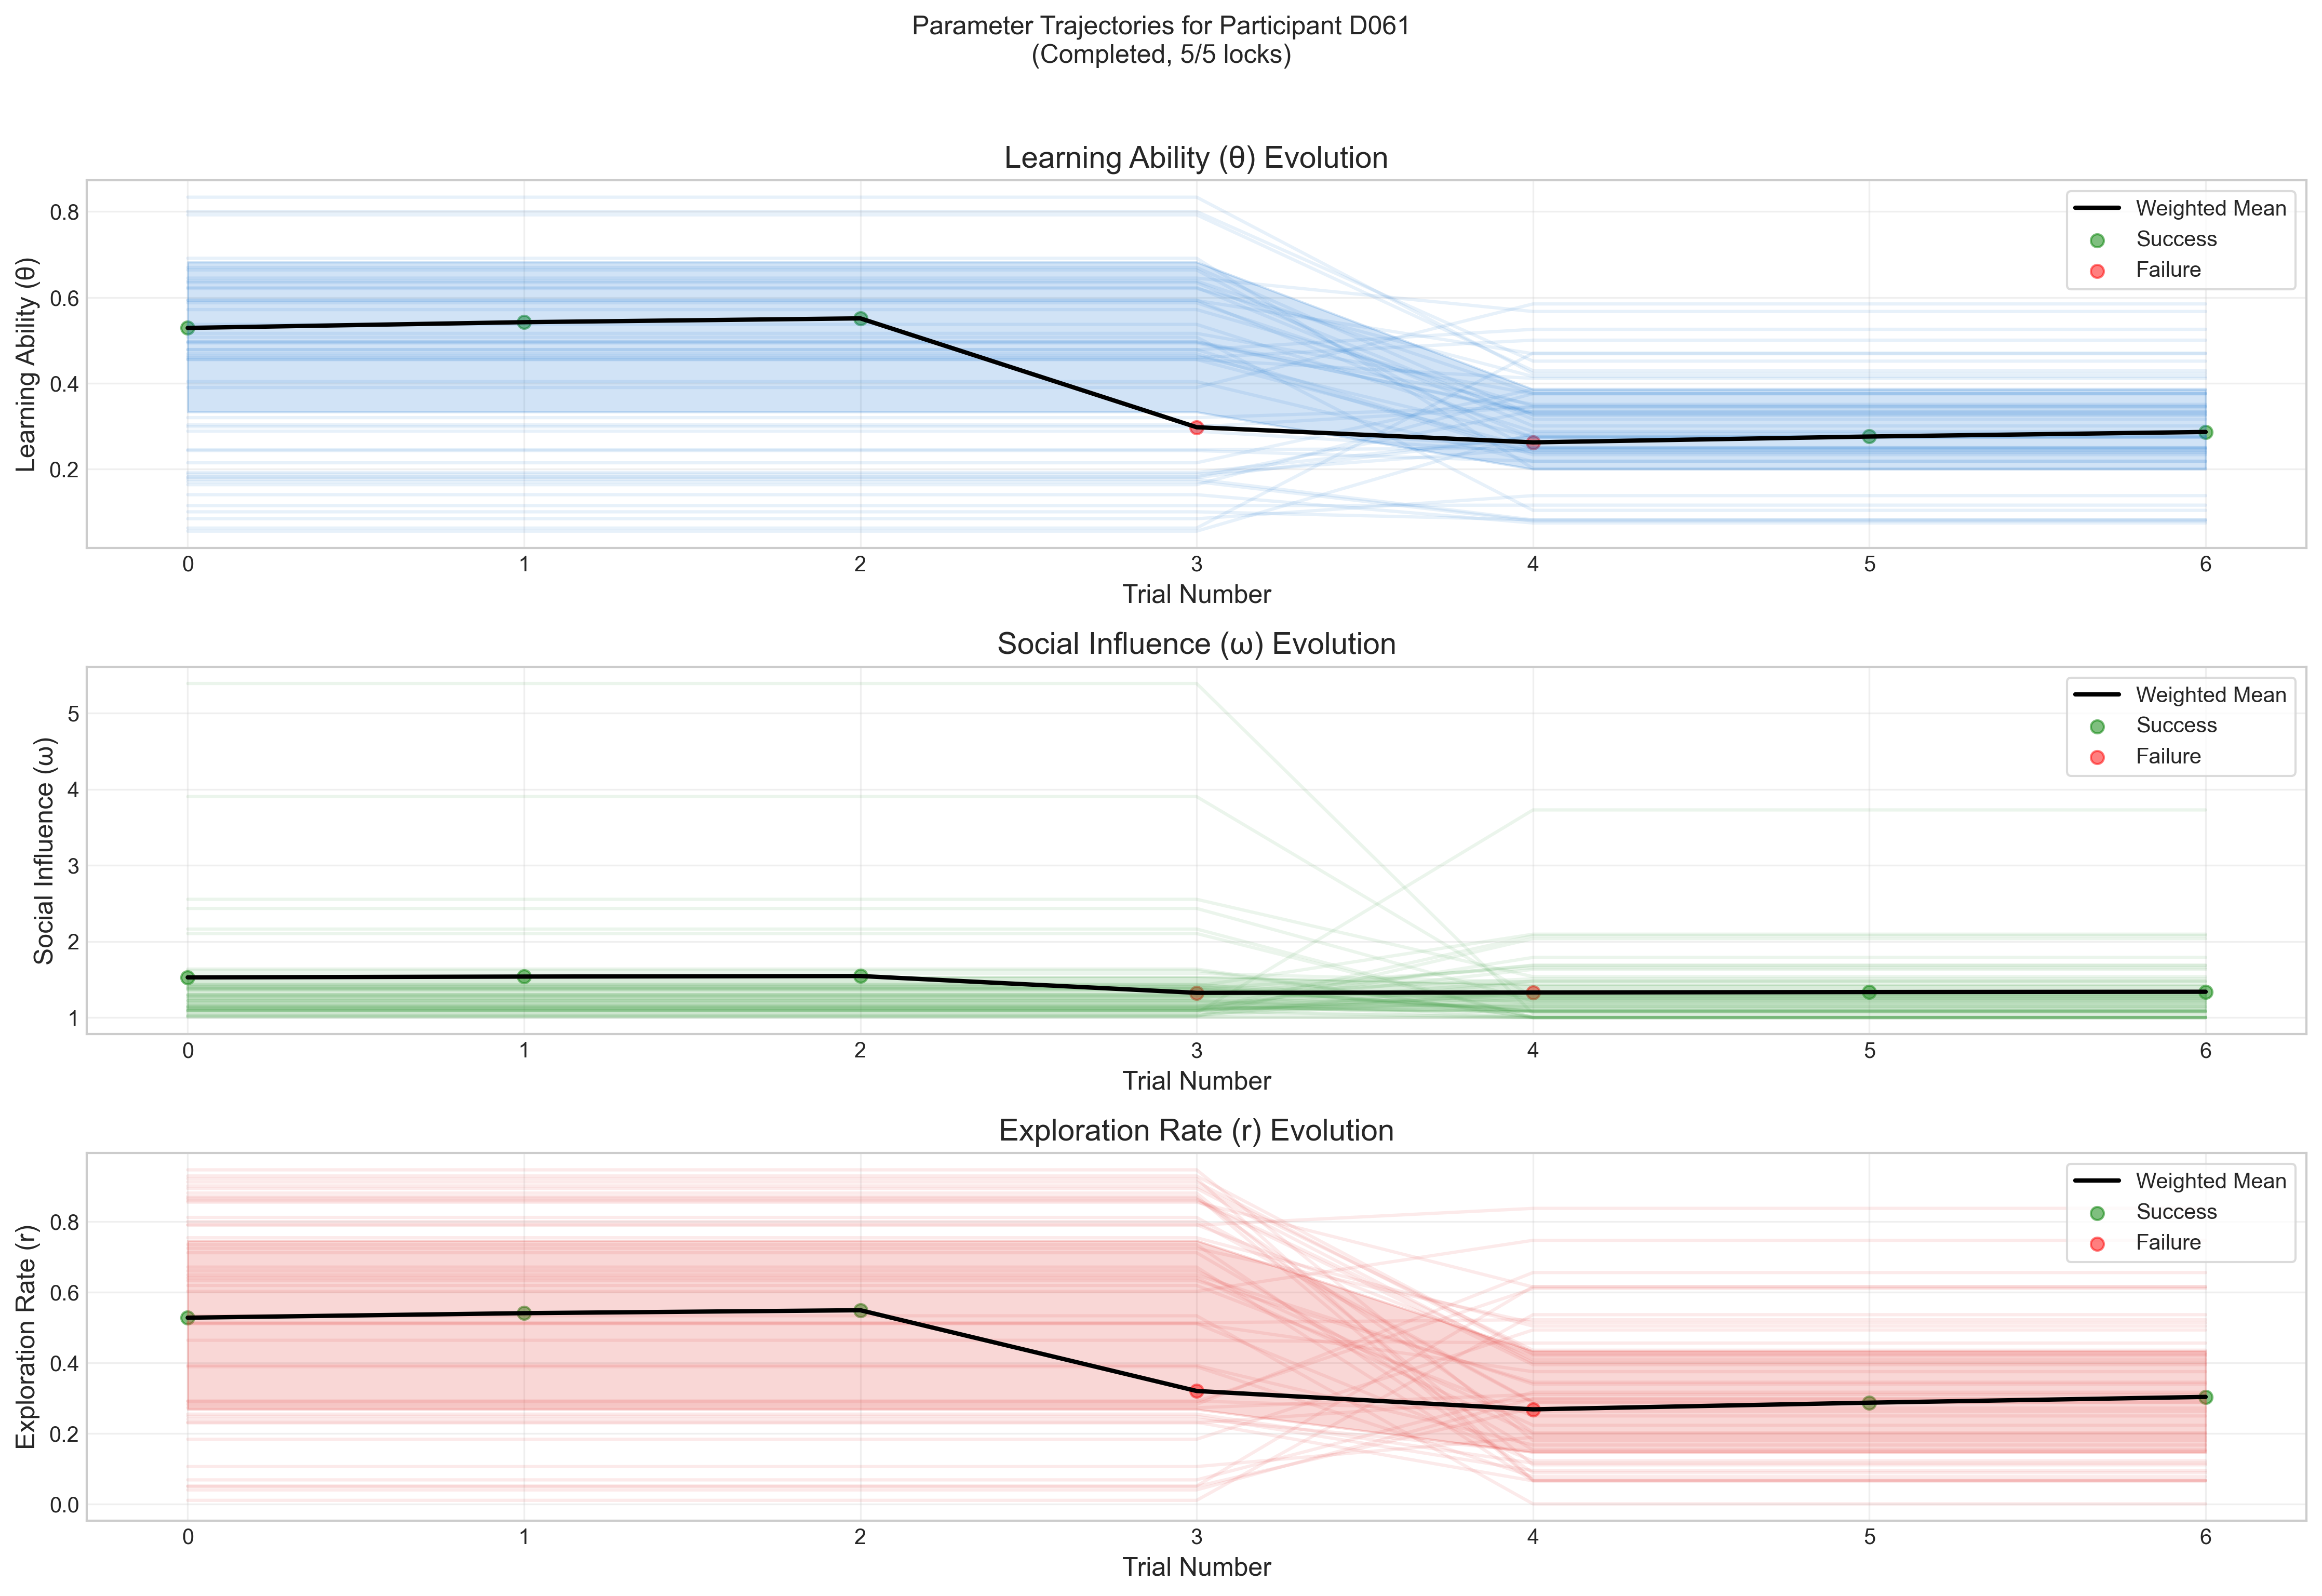 Parameter Trajectories for Participant D061
(Completed, 5/5 locks)
Learning Ability (θ) Evolution
Learning Ability (θ)
0.8
0.6
0.4
0.2
Weighted Mean
Success
Failure
0 1 2 3 4 5 6
Trial Number
Social Influence (ω) Evolution
Social Influence (ω)
5
4
3
2
1
Weighted Mean
Success
Failure
0 1 2 3 4 5 6
Trial Number
Exploration Rate (r) Evolution
Exploration Rate (r)
0.8
0.6
0.4
0.2
0.0
Weighted Mean
Success
Failure
0 1 2 3 4 5 6
Trial Number